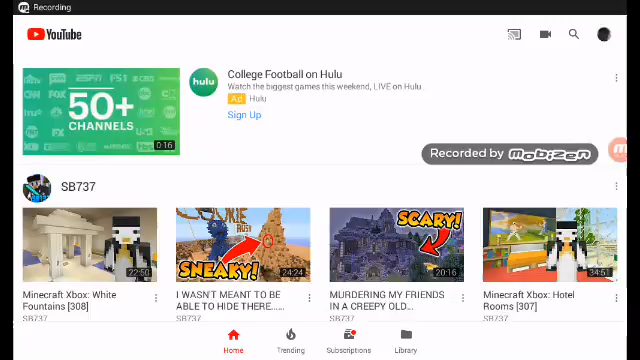 Recording
YouTube
50+
CHANNELS
0:16
hulu
College Football on Hulu
Watch the biggest games this weekend, LIVE on Hulu.
Ad Hulu
Sign Up
Recorded by mobizen
SB737
22:50
SNEAKY!
24:24
SCARY!
20:16
34:51
Minecraft Xbox: White
Fountains [308]
SB737
I WASN'T MEANT TO BE
ABLE TO HIDE THERE.....
SB737
MURDERING MY FRIENDS
IN A CREEPY OLD...
SB737
Minecraft Xbox: Hotel
Rooms [307]
SB737
Home
Trending
Subscriptions
Library